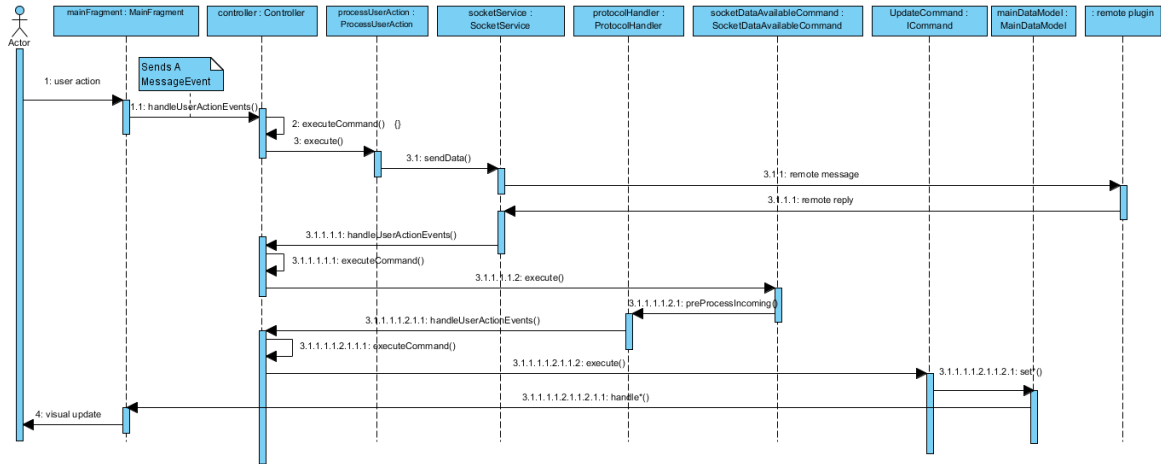 mainFragment : MainFragment
controller : Controller
processUserAction :
ProcessUserAction
socketService :
SocketService
protocolHandler :
ProtocolHandler
socketDataAvailableCommand :
SocketDataAvailableCommand
UpdateCommand :
ICommand
mainDataModel :
MainDataModel
: remote plugin
Actor
Sends A
MessageEvent
1: user action
1.1: handleUserActionEvents()
2: executeCommand() {}
3: execute()
3.1: sendData()
3.1.1: remote message
3.1.1.1: remote reply
3.1.1.1.1: handleUserActionEvents()
3.1.1.1.1.1: executeCommand()
3.1.1.1.1.2: execute()
3.1.1.1.1.2.1: preProcessIncoming()
3.1.1.1.1.2.1.1: handleUserActionEvents()
3.1.1.1.1.2.1.1.1: executeCommand()
3.1.1.1.1.2.1.1.2: execute()
3.1.1.1.1.2.1.1.2.1: set*()
3.1.1.1.1.2.1.1.2.1.1: handle*()
4: visual update